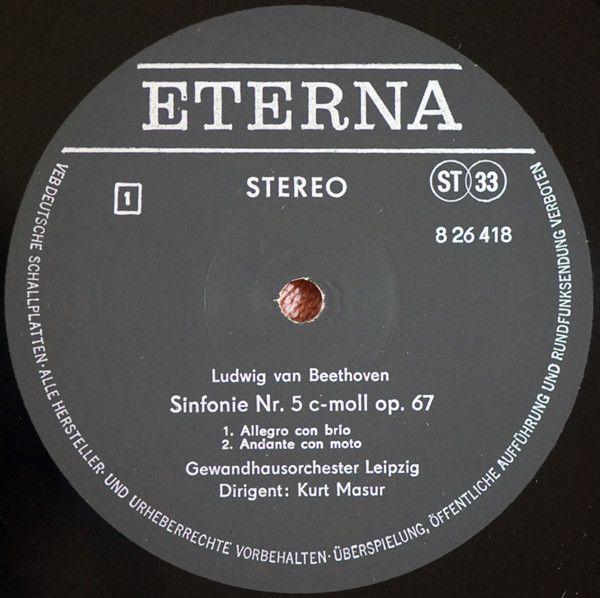 ETERNA
STEREO
ST 33
1
8 26 418
Ludwig van Beethoven
Sinfonie Nr. 5 c-moll op. 67
1. Allegro con brio
2. Andante con moto
Gewandhausorchester Leipzig
Dirigent: Kurt Masur
VEB DEUTSCHE SCHALLPLATTEN · ALLE HERSTELLER- UND URHEBERRECHTE VORBEHALTEN · ÜBERSPIELUNG, ÖFFENTLICHE AUFFÜHRUNG UND RUNDFUNKSENDUNG VERBOTEN